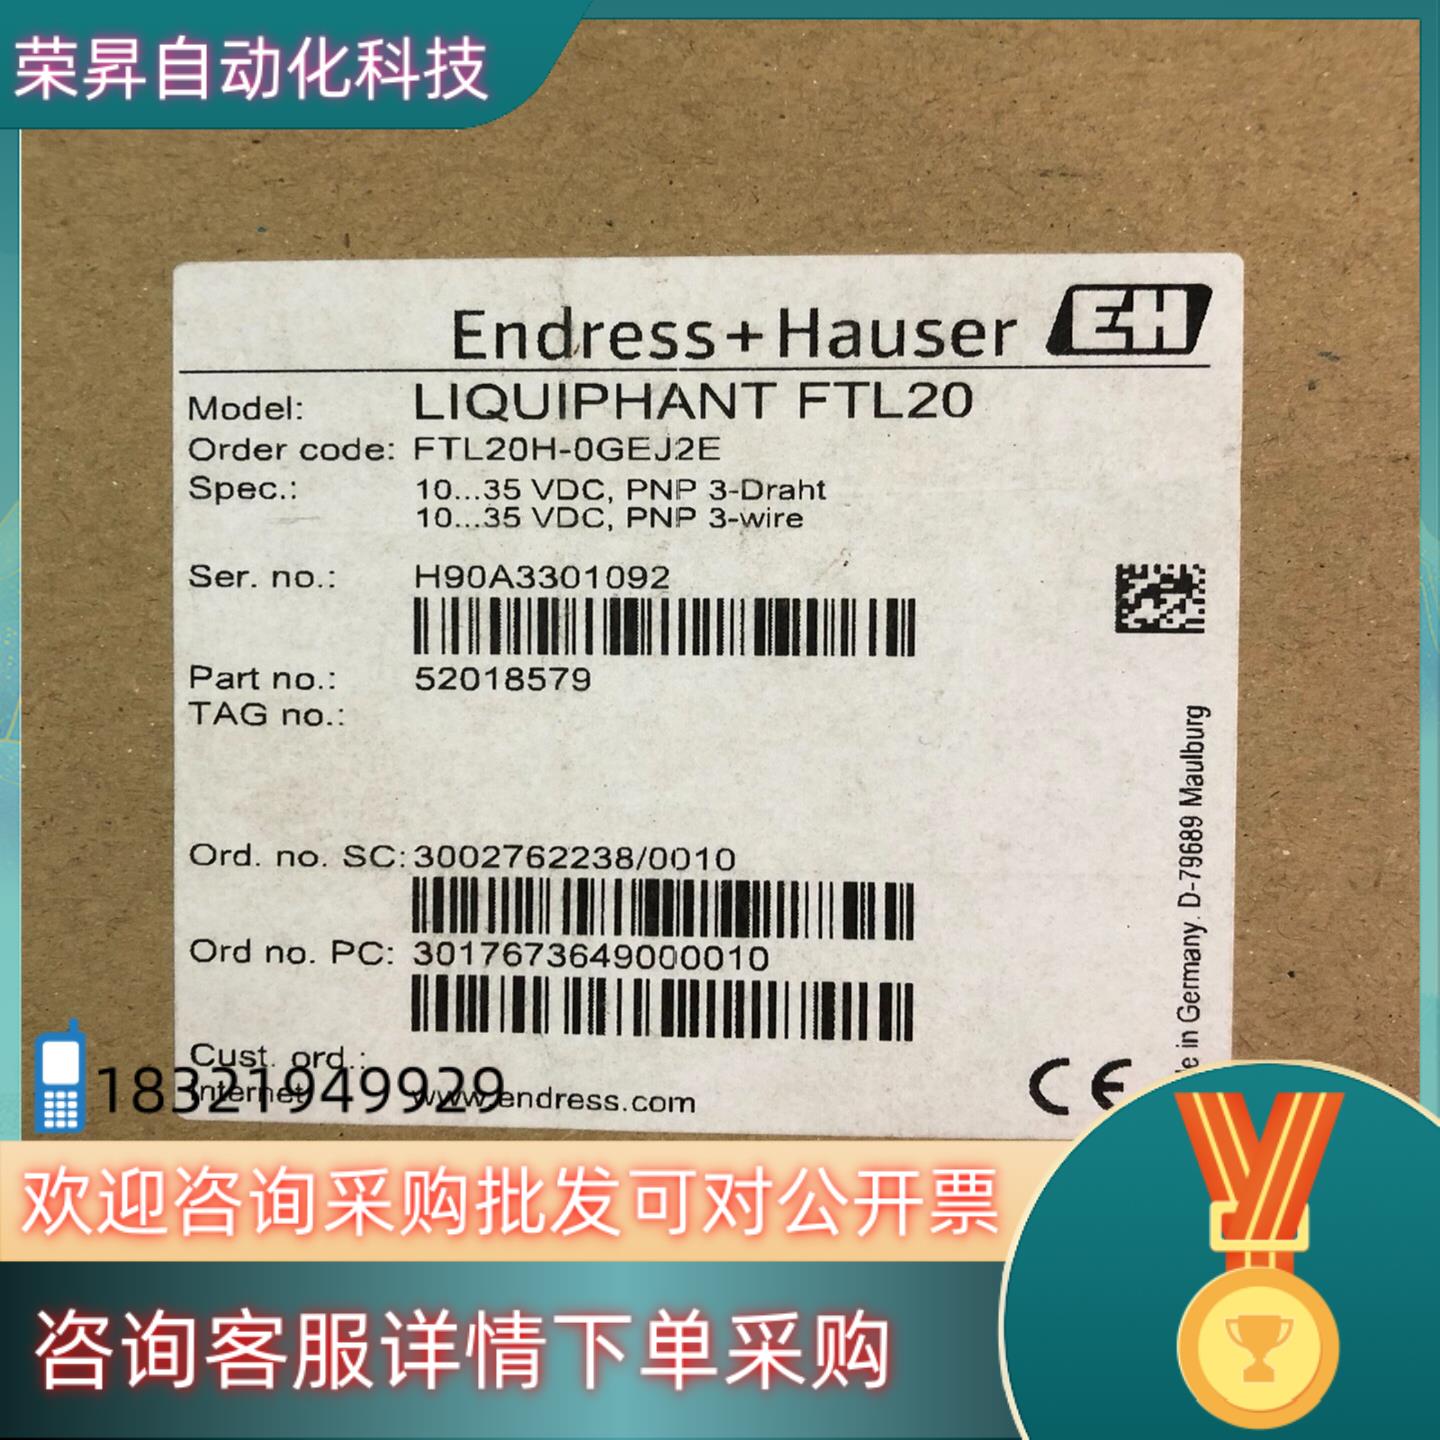 荣昇自动化科技
Endress+Hauser EH
Model: LIQUIPHANT FTL20
Order code: FTL20H-0GEJ2E
Spec.: 10...35 VDC, PNP 3-Draht
10...35 VDC, PNP 3-wire
Ser. no.: H90A3301092
Part no.: 52018579
TAG no.:
Ord. no. SC: 3002762238/0010
Ord no. PC: 3017673649000010
Cust. ord.:
Internet: www.endress.com
CE
in Germany. D-79689 Maulburg
18321949929
欢迎咨询采购批发可对公开票
咨询客服详情下单采购